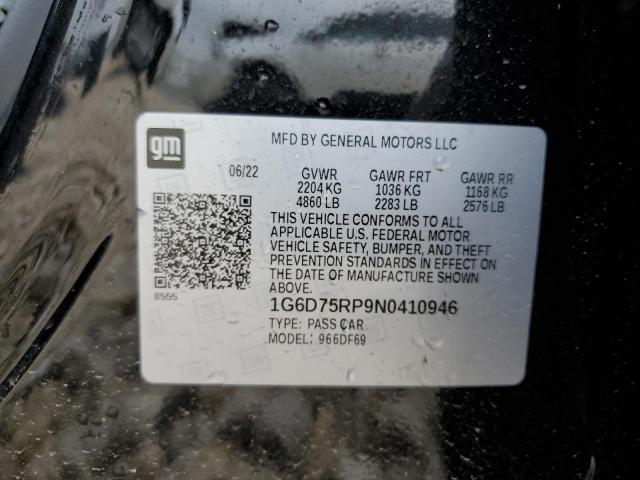 gm
MFD BY GENERAL MOTORS LLC
06/22 GVWR GAWR FRT GAWR RR
2204 KG 1036 KG 1168 KG
4860 LB 2283 LB 2576 LB
THIS VEHICLE CONFORMS TO ALL
APPLICABLE U.S. FEDERAL MOTOR
VEHICLE SAFETY, BUMPER, AND THEFT
PREVENTION STANDARDS IN EFFECT ON
THE DATE OF MANUFACTURE SHOWN
ABOVE.
8555
1G6D75RP9N0410946
TYPE: PASS CAR
MODEL: 966DF69